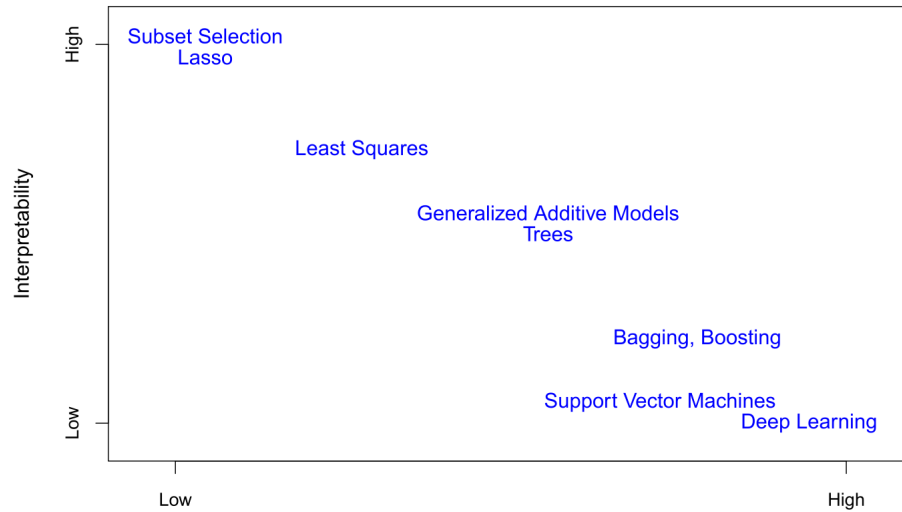 High
Subset Selection
Lasso
Least Squares
Interpretability
Generalized Additive Models
Trees
Bagging, Boosting
Support Vector Machines
Low
Deep Learning
Low
High